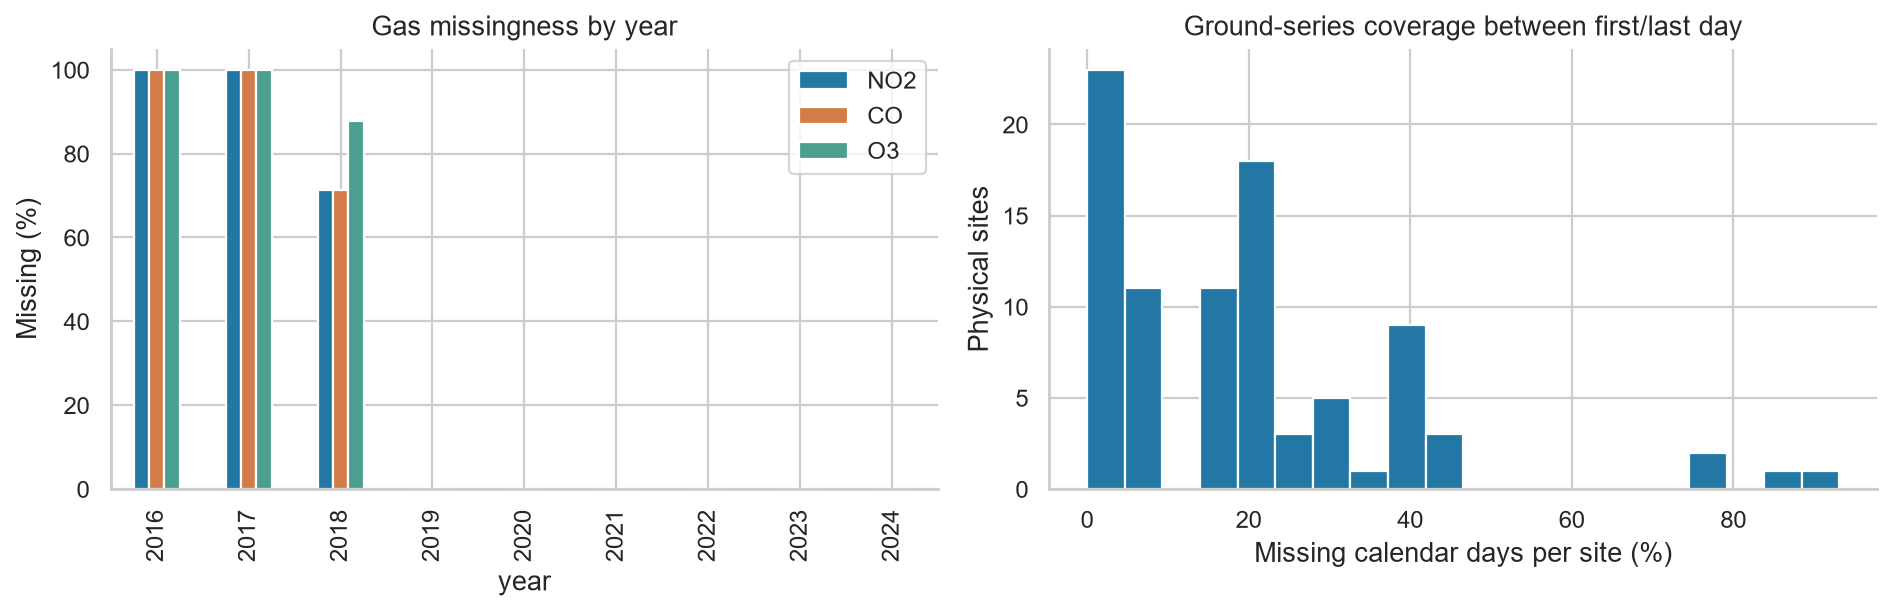 Gas missingness by year
Missing (%)
100
80
60
40
20
0
NO2
CO
O3
2016
2017
2018
2019
2020
2021
2022
2023
2024
year
Ground-series coverage between first/last day
Physical sites
20
15
10
5
0
0
20
40
60
80
Missing calendar days per site (%)